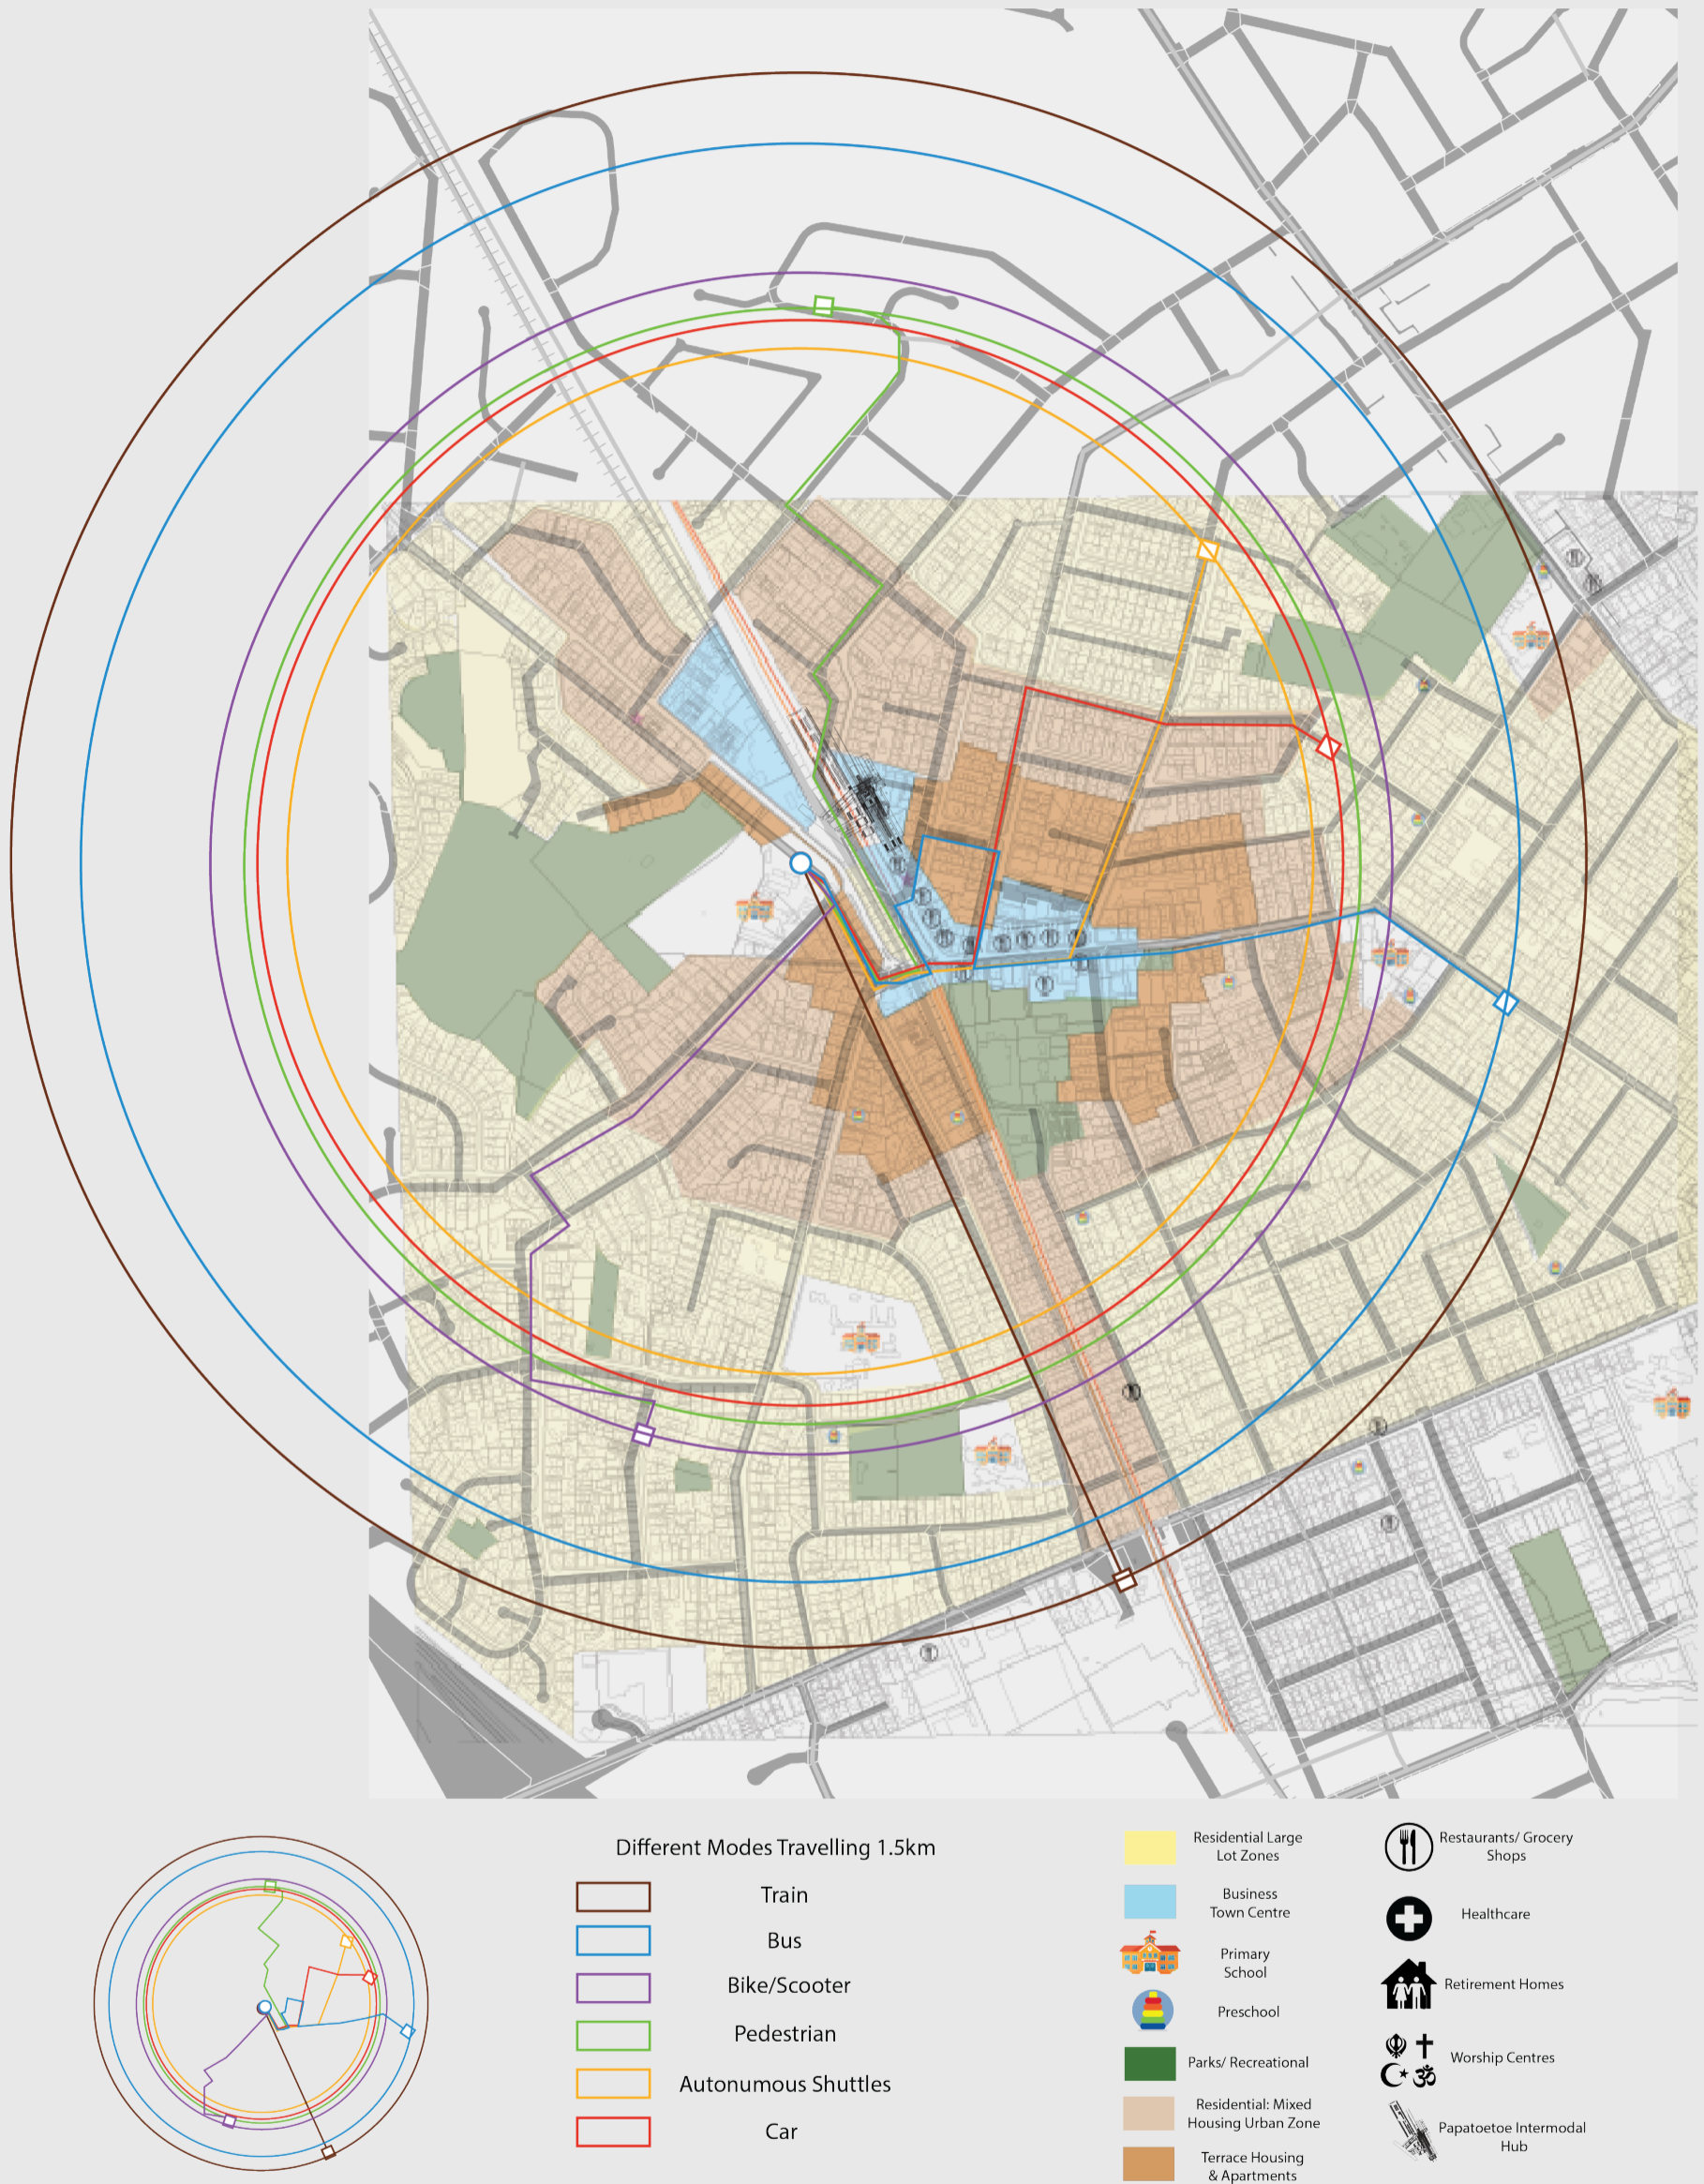 Different Modes Travelling 1.5km
Train
Bus
Bike/Scooter
Pedestrian
Autonumous Shuttles
Car
Residential Large
Lot Zones
Business
Town Centre
Primary
School
Preschool
Parks/ Recreational
Residential: Mixed
Housing Urban Zone
Terrace Housing
& Apartments
Restaurants/ Grocery
Shops
Healthcare
Retirement Homes
Worship Centres
Papatoetoe Intermodal
Hub